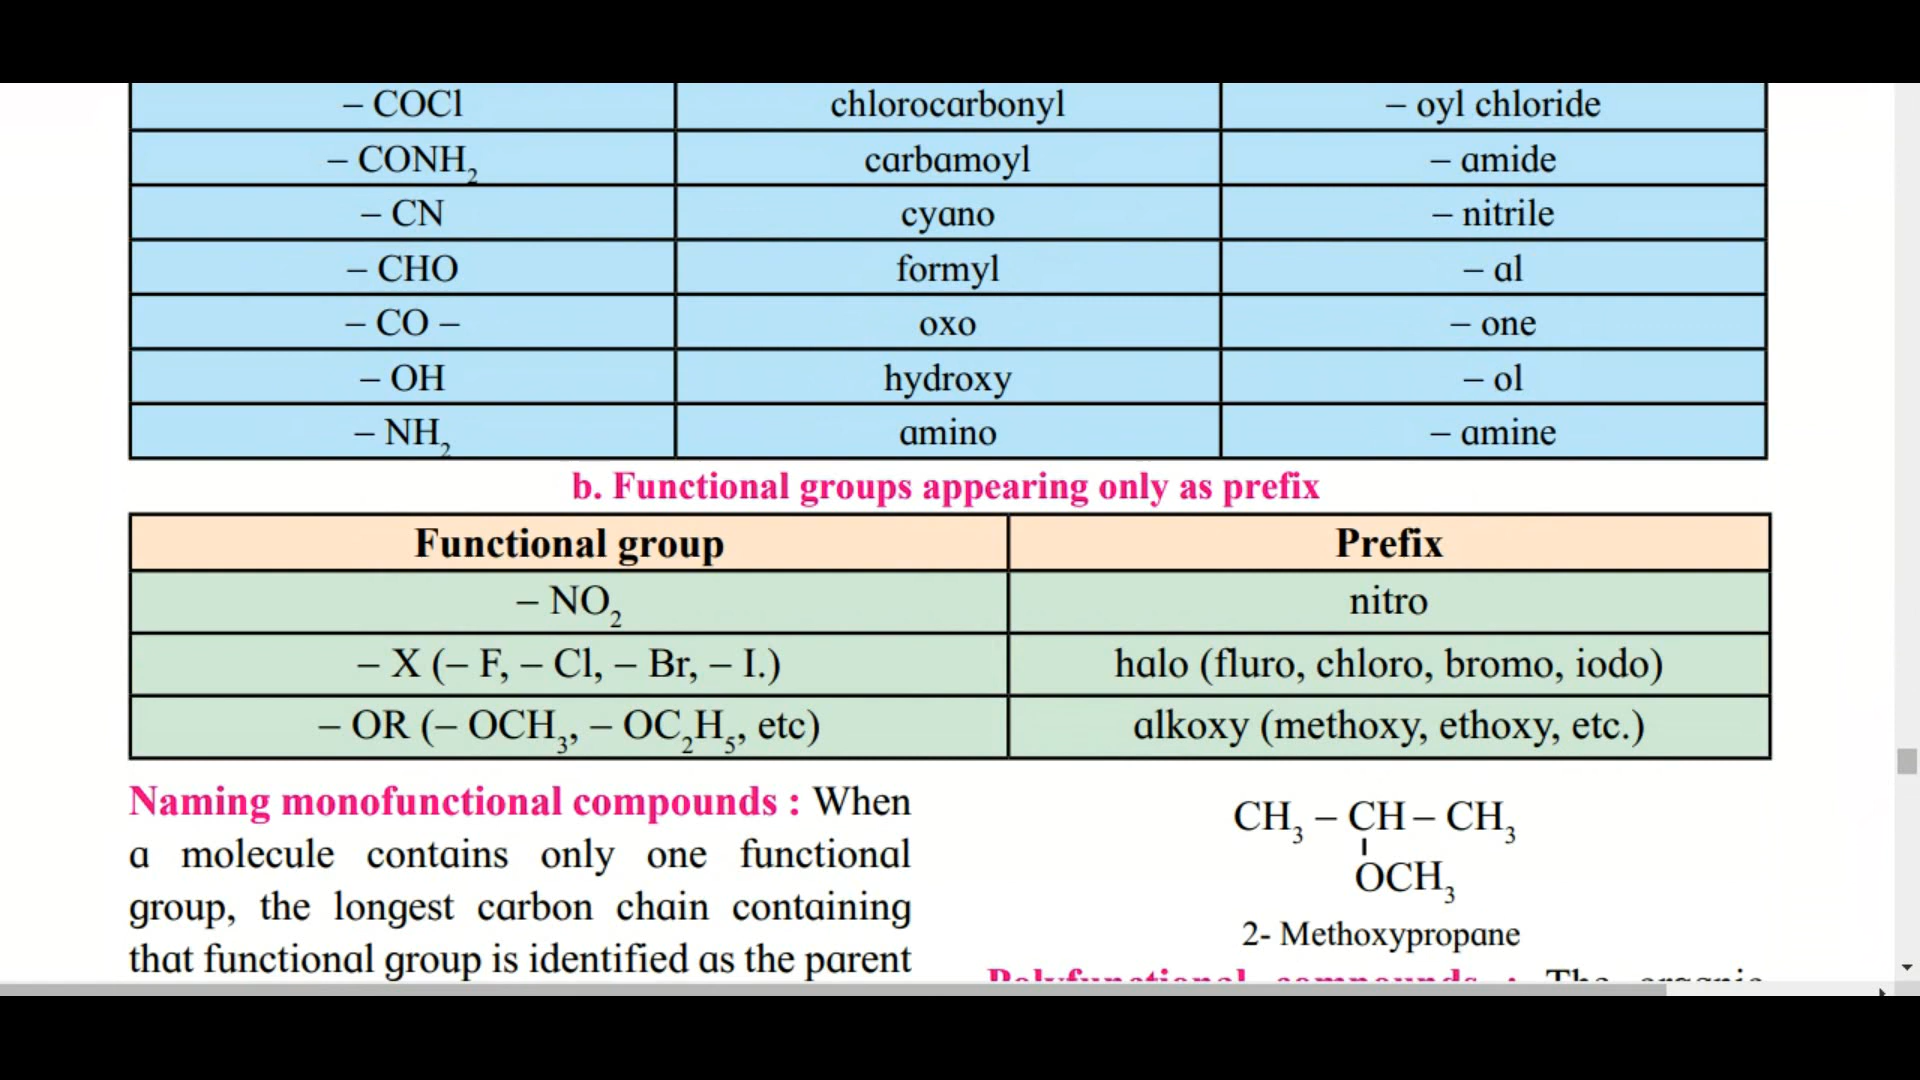 – COCl chlorocarbonyl – oyl chloride
– CONH₂ carbamoyl – amide
– CN cyano – nitrile
– CHO formyl – al
– CO – oxo – one
– OH hydroxy – ol
– NH₂ amino – amine
b. Functional groups appearing only as prefix
Functional group Prefix
– NO₂ nitro
– X (– F, – Cl, – Br, – I.) halo (fluro, chloro, bromo, iodo)
– OR (– OCH₃, – OC₂H₅, etc) alkoxy (methoxy, ethoxy, etc.)
Naming monofunctional compounds : When
a molecule contains only one functional
group, the longest carbon chain containing
that functional group is identified as the parent
CH₃ – CH – CH₃
OCH₃
2- Methoxypropane
Polyfunctional compounds : The organic